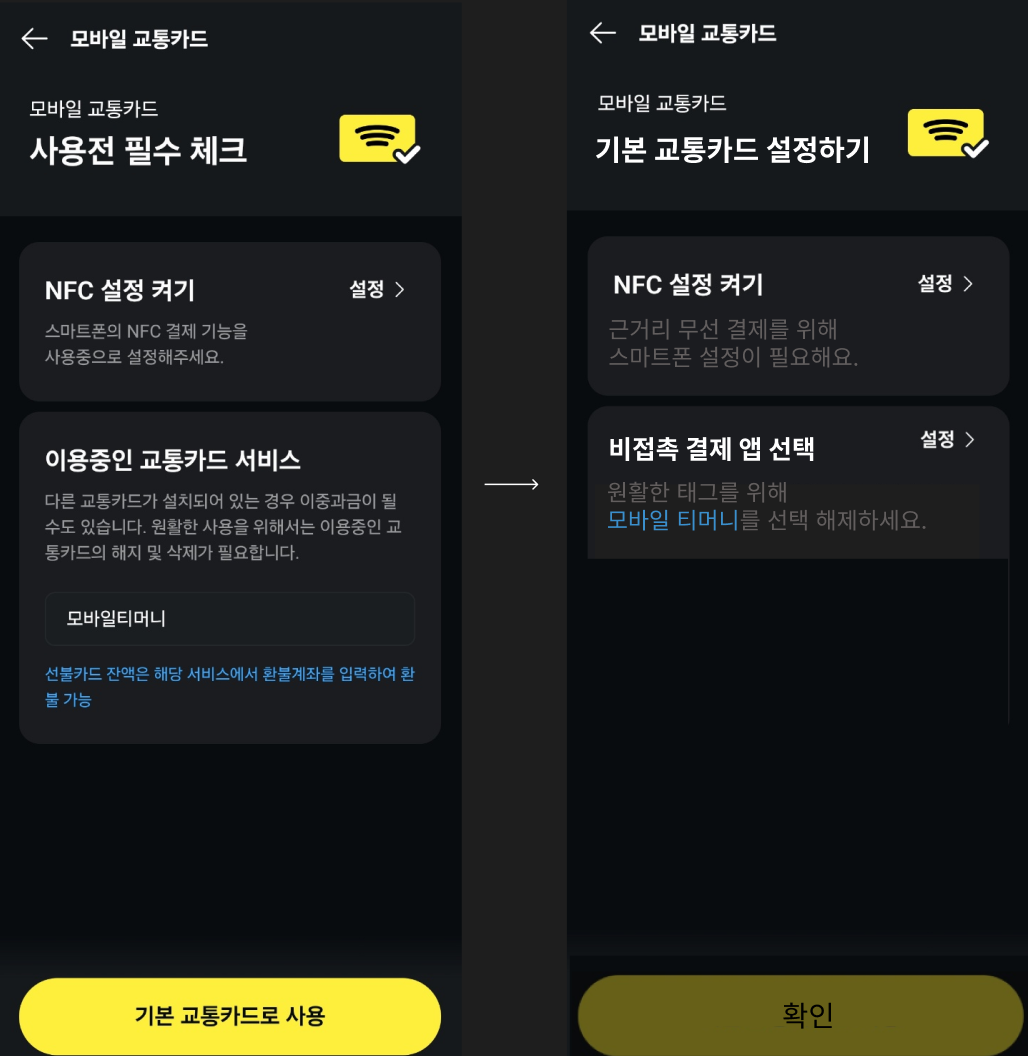 모바일 교통카드
모바일 교통카드
사용전 필수 체크
NFC 설정 켜기
설정
스마트폰의 NFC 결제 기능을
사용중으로 설정해주세요.
이용중인 교통카드 서비스
다른 교통카드가 설치되어 있는 경우 이중과금이 될
수도 있습니다. 원활한 사용을 위해서는 이용중인 교
통카드의 해지 및 삭제가 필요합니다.
모바일티머니
선불카드 잔액은 해당 서비스에서 환불계좌를 입력하여 환
불 가능
기본 교통카드로 사용
모바일 교통카드
모바일 교통카드
기본 교통카드 설정하기
NFC 설정 켜기
설정
근거리 무선 결제를 위해
스마트폰 설정이 필요해요.
비접촉 결제 앱 선택
설정
원활한 태그를 위해
모바일 티머니를 선택 해제하세요.
확인